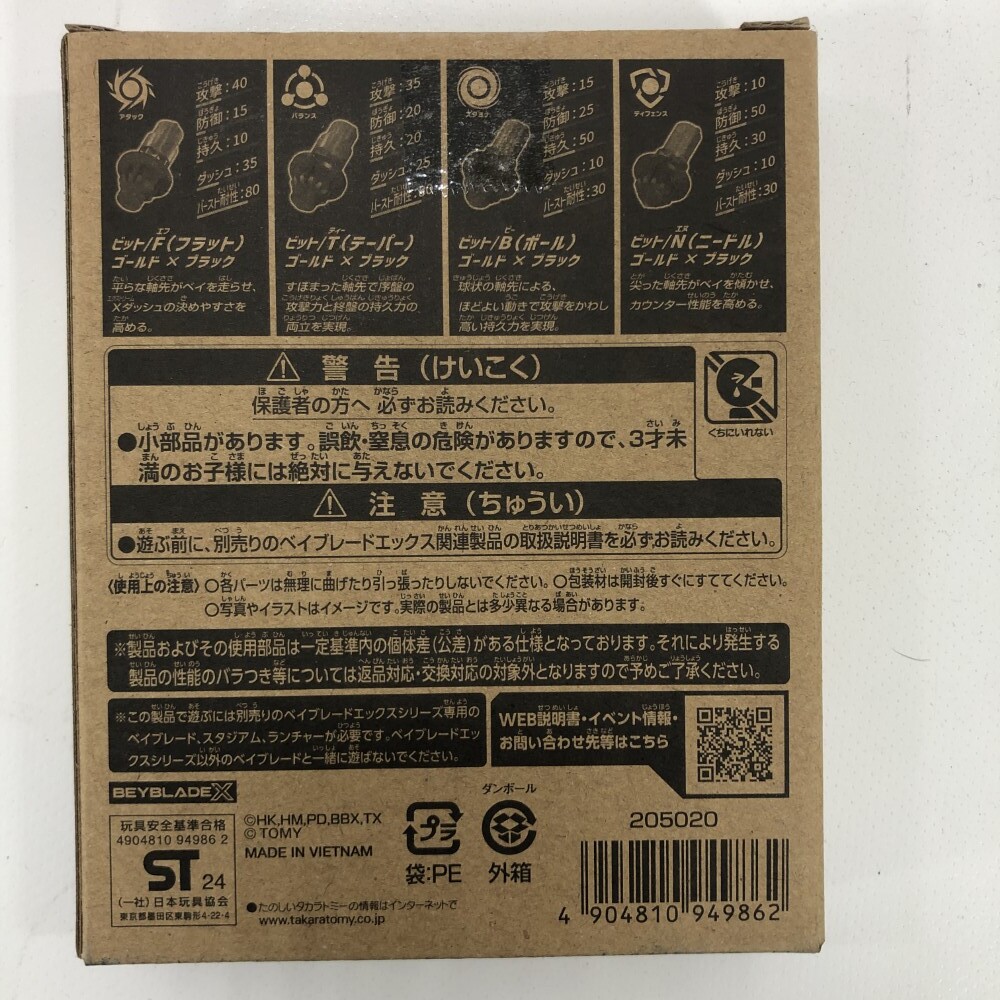 アタック
攻撃:40
防御:15
持久:10
ダッシュ:35
バースト耐性:80
ビット/F(フラット)
ゴールド×ブラック
平らな軸先がベイを走らせ、
Xダッシュの決めやすさを
高める。
バランス
攻撃:35
防御:20
持久:20
ダッシュ:25
バースト耐性:80
ビット/T(テーパー)
ゴールド×ブラック
すぼまった軸先で序盤の
攻撃力と終盤の持久力の
両立を実現。
スタミナ
攻撃:15
防御:25
持久:50
ダッシュ:10
バースト耐性:30
ビット/B(ボール)
ゴールド×ブラック
球状の軸先による、
ほどよい動きで攻撃をかわし
高い持久力を実現。
ディフェンス
攻撃:10
防御:50
持久:30
ダッシュ:10
バースト耐性:30
ビット/N(ニードル)
ゴールド×ブラック
尖った軸先がベイを傾かせ、
カウンター性能を高める。
警告(けいこく)
保護者の方へ 必ずお読みください。
●小部品があります。誤飲・窒息の危険がありますので、3才未
満のお子様には絶対に与えないでください。
くちにいれない
注意(ちゅうい)
●遊ぶ前に、別売りのベイブレードエックス関連製品の取扱説明書を必ずお読みください。
〈使用上の注意〉○各パーツは無理に曲げたり引っ張ったりしないでください。○包装材は開封後すぐにすててください。
○写真やイラストはイメージです。実際の製品とは多少異なる場合があります。
※製品およびその使用部品は一定基準内の個体差(公差)がある仕様となっております。それにより発生する
製品の性能のバラつき等については返品対応・交換対応の対象外となりますので予めご了承ください。
※この製品で遊ぶには別売りのベイブレードエックスシリーズ専用の
ベイブレード、スタジアム、ランチャーが必要です。ベイブレードエッ
クスシリーズ以外のベイブレードと一緒に遊ばないでください。
WEB説明書・イベント情報・
お問い合わせ先等はこちら
BEYBLADE X
玩具安全基準合格
4904810 94986 2
ST 24
(一社)日本玩具協会
東京都墨田区東駒形4-22-4
©HK,HM,PD,BBX,TX
© TOMY
MADE IN VIETNAM
●たのしいタカラトミーの情報はインターネットで
www.takaratomy.co.jp
プラ
袋:PE
ダンボール
外箱
205020
4 904810 949862